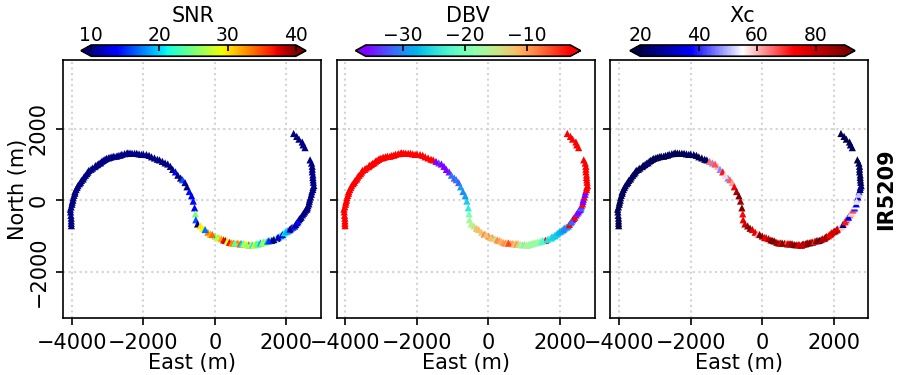 SNR DBV Xc
10 20 30 40 −30 −20 −10 20 40 60 80
North (m)
2000
0
−2000
−4000 −2000 0 2000 −4000 −2000 0 2000 −4000 −2000 0 2000
East (m) East (m) East (m)
IR5209